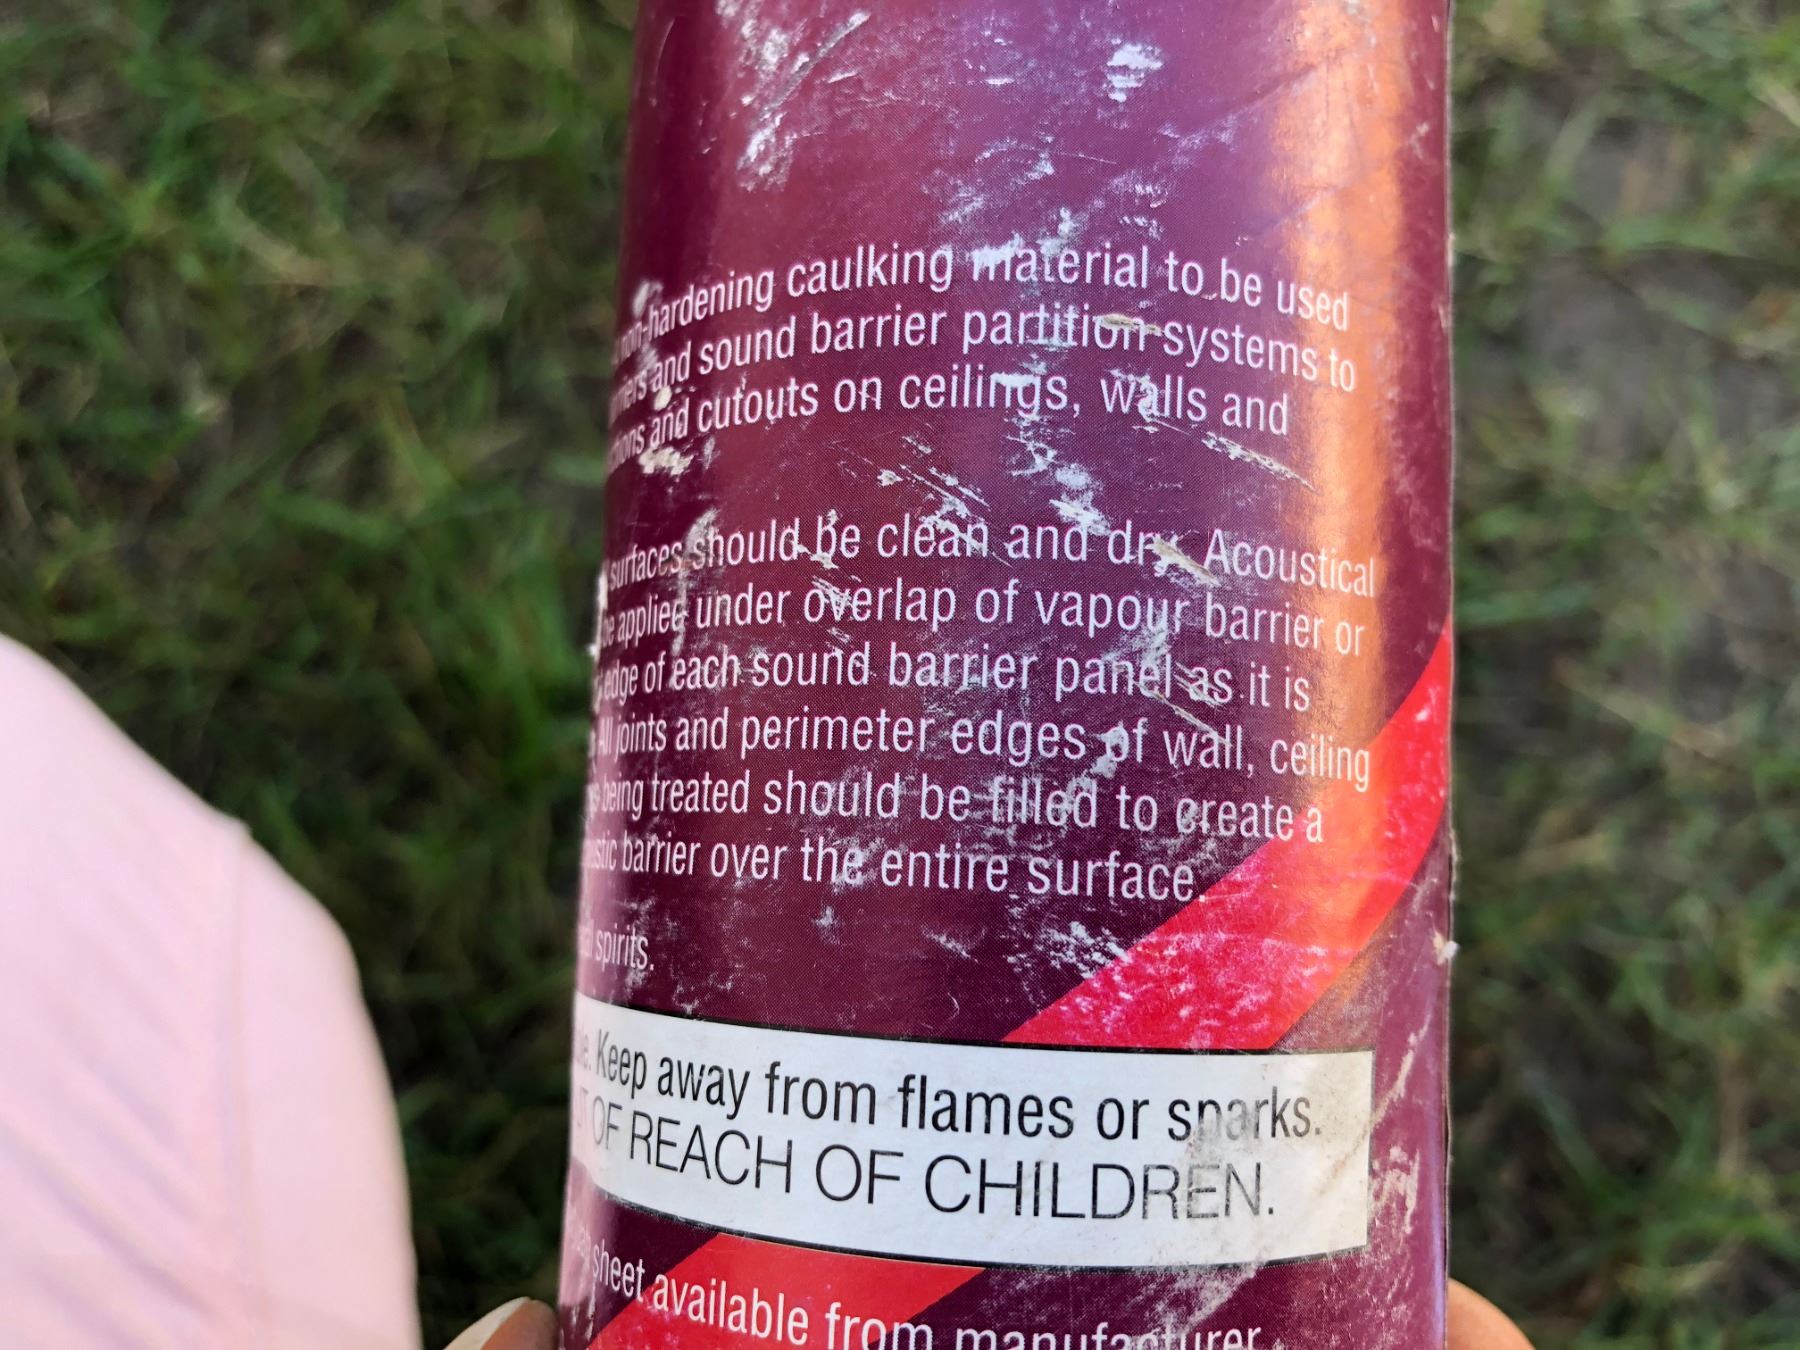 non-hardening caulking material to be used
and sound barrier partition systems to
and cutouts on ceilings, walls and
surfaces should be clean and dry. Acoustical
be applied under overlap of vapour barrier or
edge of each sound barrier panel as it is
All joints and perimeter edges of wall, ceiling
being treated should be filled to create a
barrier over the entire surface.
spirits.
Keep away from flames or sparks.
OF REACH OF CHILDREN.
sheet available from manufacturer